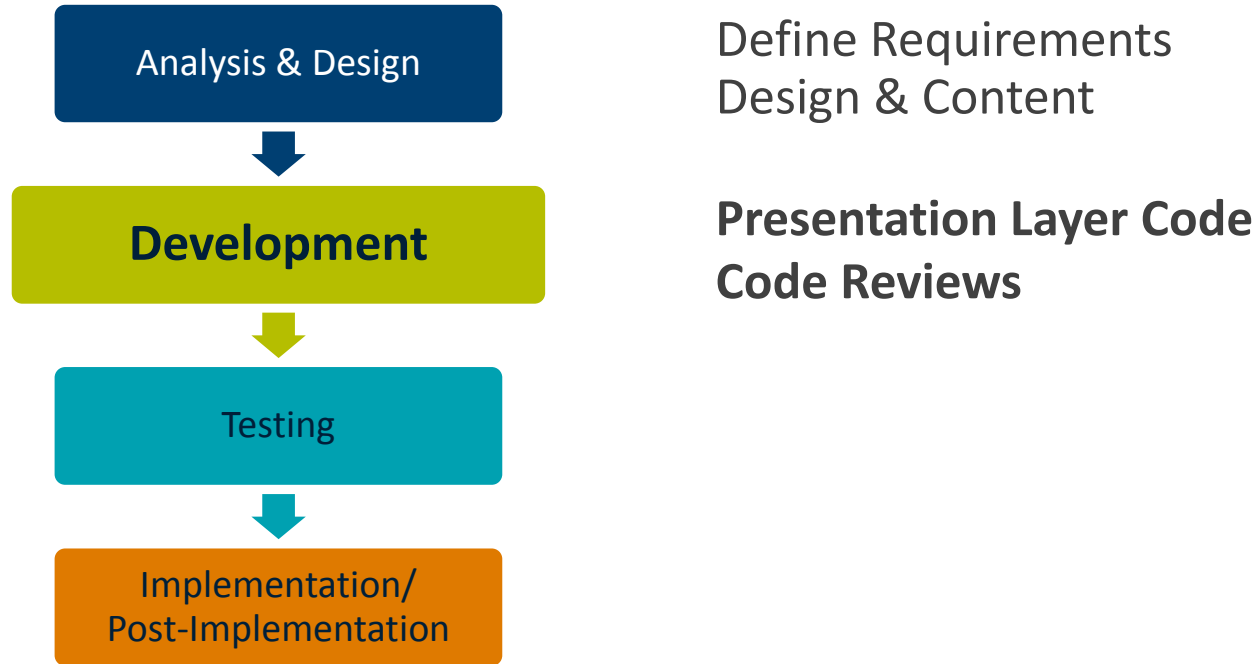 Analysis & Design
Define Requirements
Design & Content
Development
Presentation Layer Code
Code Reviews
Testing
Implementation/
Post-Implementation